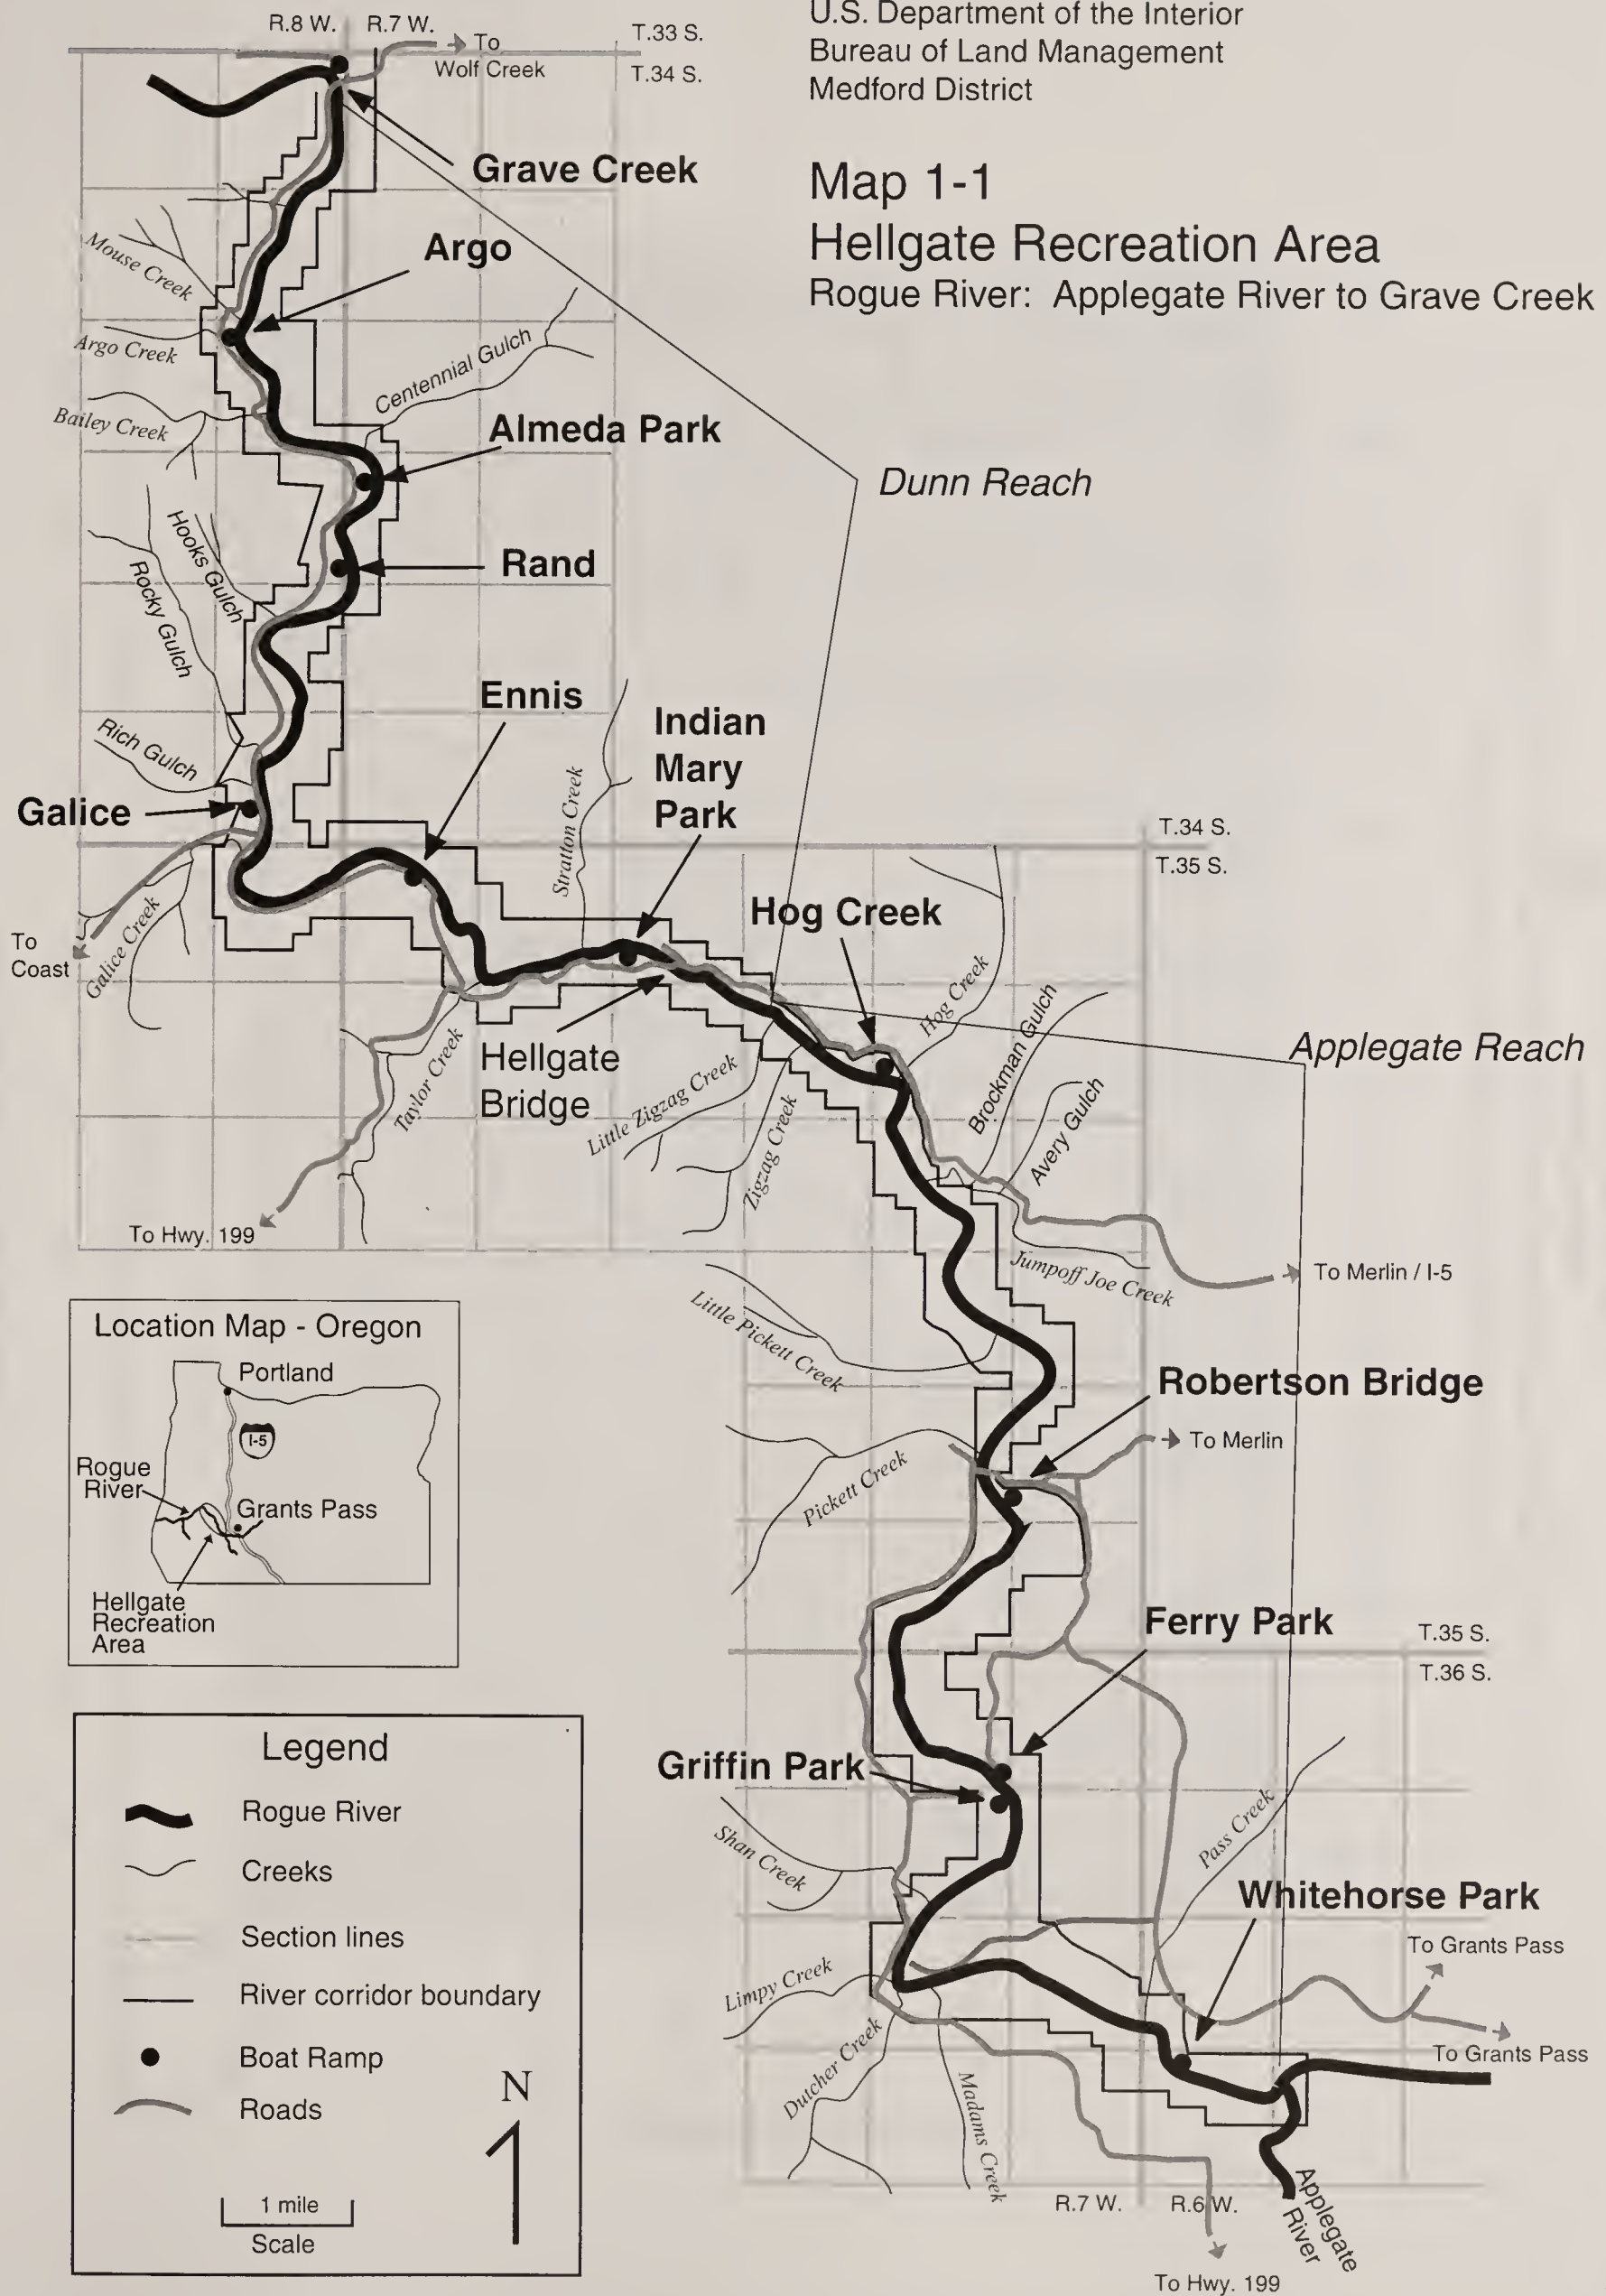 U.S. Department of the Interior
Bureau of Land Management
Medford District
Map 1-1
Hellgate Recreation Area
Rogue River: Applegate River to Grave Creek
R.8 W.
R.7 W.
To
Wolf Creek
T.33 S.
T.34 S.
Grave Creek
Argo
Mouse Creek
Argo Creek
Centennial Gulch
Bailey Creek
Almeda Park
Dunn Reach
Hooks Gulch
Rocky Gulch
Rand
Ennis
Indian
Mary
Park
Rich Gulch
Stratton Creek
Galice
T.34 S.
T.35 S.
Hog Creek
To
Coast
Galice Creek
Hog Creek
Brockman Gulch
Applegate Reach
Hellgate
Bridge
Taylor Creek
Little Zigzag Creek
Zigzag Creek
Avery Gulch
To Hwy. 199
Jumpoff Joe Creek
To Merlin / I-5
Little Pickett Creek
Location Map - Oregon
Portland
I-5
Rogue
River
Grants Pass
Hellgate
Recreation
Area
Robertson Bridge
To Merlin
Pickett Creek
Ferry Park
T.35 S.
T.36 S.
Griffin Park
Shan Creek
Pass Creek
Whitehorse Park
To Grants Pass
Limpy Creek
To Grants Pass
Dutcher Creek
Madams Creek
R.7 W.
R.6 W.
Applegate
River
To Hwy. 199
Legend
Rogue River
Creeks
Section lines
River corridor boundary
Boat Ramp
Roads
N
1 mile
Scale